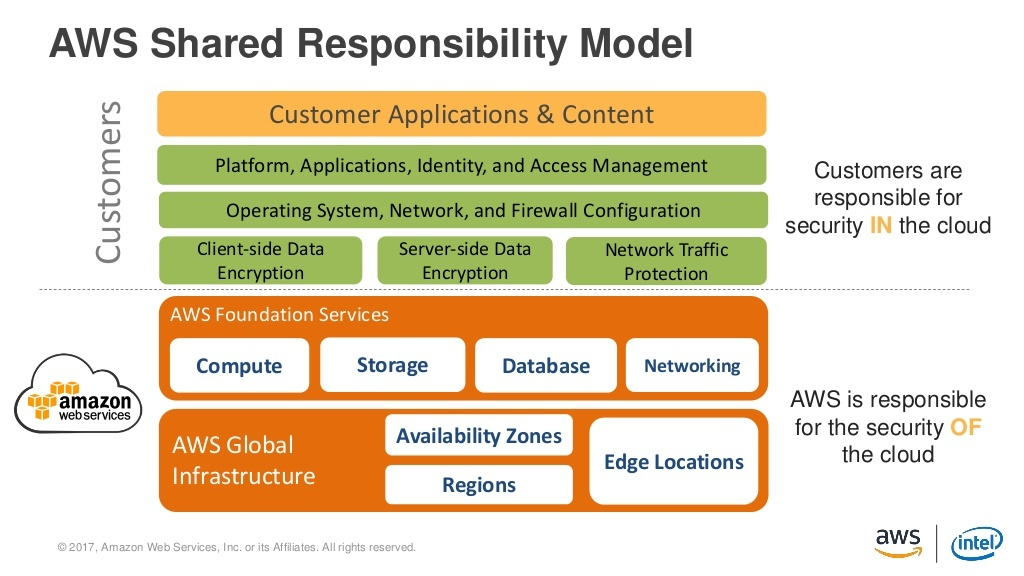 AWS Shared Responsibility Model
Customers
Customer Applications & Content
Platform, Applications, Identity, and Access Management
Operating System, Network, and Firewall Configuration
Client-side Data
Encryption
Server-side Data
Encryption
Network Traffic
Protection
Customers are
responsible for
security IN the cloud
AWS Foundation Services
Compute
Storage
Database
Networking
amazon
web services
AWS Global
Infrastructure
Availability Zones
Regions
Edge Locations
AWS is responsible
for the security OF
the cloud
© 2017, Amazon Web Services, Inc. or its Affiliates. All rights reserved.
aws
intel